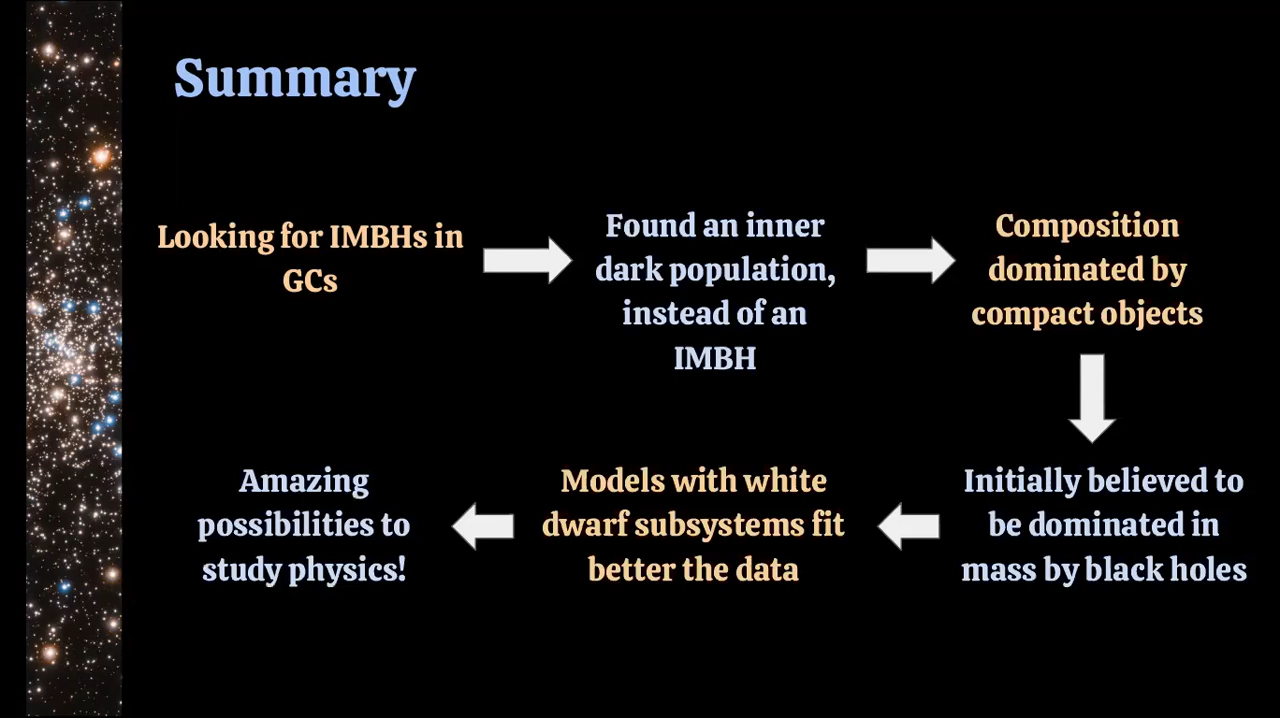 Summary
Looking for IMBHs in
GCs
Found an inner
dark population,
instead of an
IMBH
Composition
dominated by
compact objects
Initially believed to
be dominated in
mass by black holes
Models with white
dwarf subsystems fit
better the data
Amazing
possibilities to
study physics!